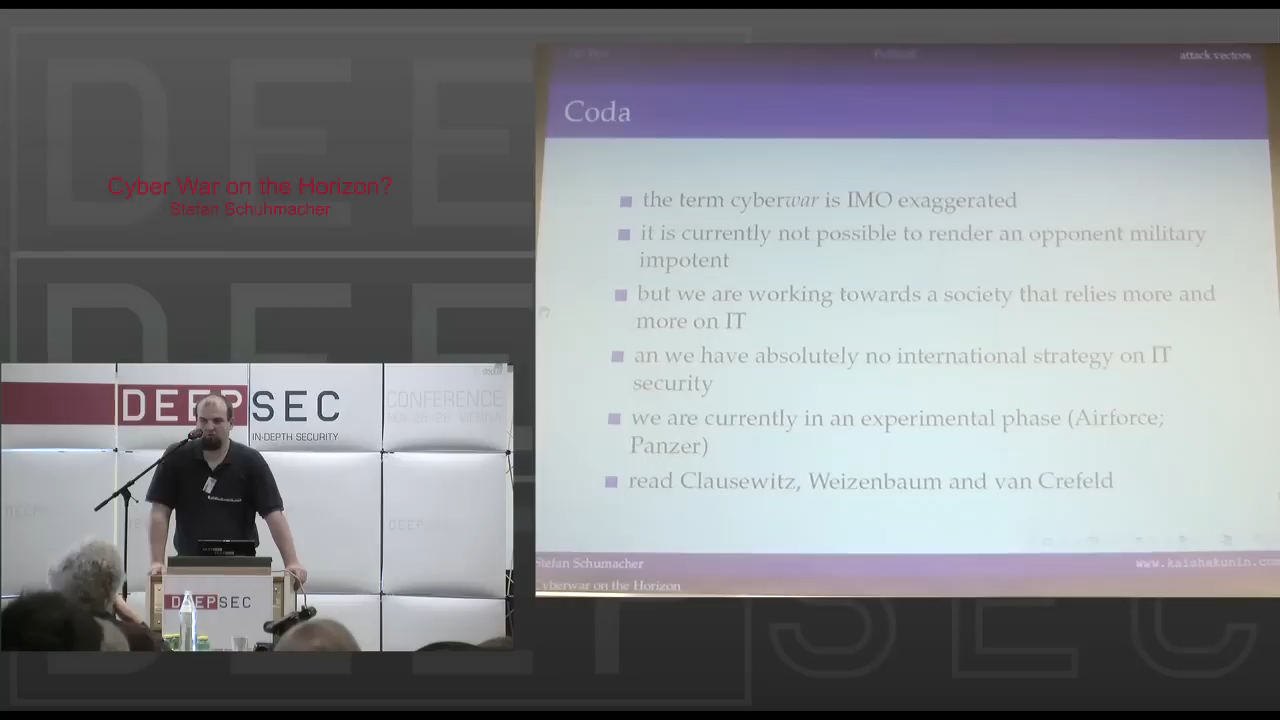 Cyber War on the Horizon?
Stefan Schuhmacher
attack vectors
Coda
the term cyberwar is IMO exaggerated
it is currently not possible to render an opponent military
impotent
but we are working towards a society that relies more and
more on IT
an we have absolutely no international strategy on IT
security
we are currently in an experimental phase (Airforce;
Panzer)
read Clausewitz, Weizenbaum and van Crefeld
Stefan Schumacher
www.kaishakunin.com
Cyberwar on the Horizon
DEEPSEC
IN-DEPTH SECURITY
CONFERENCE
DEEPSEC
DEEP
SEC